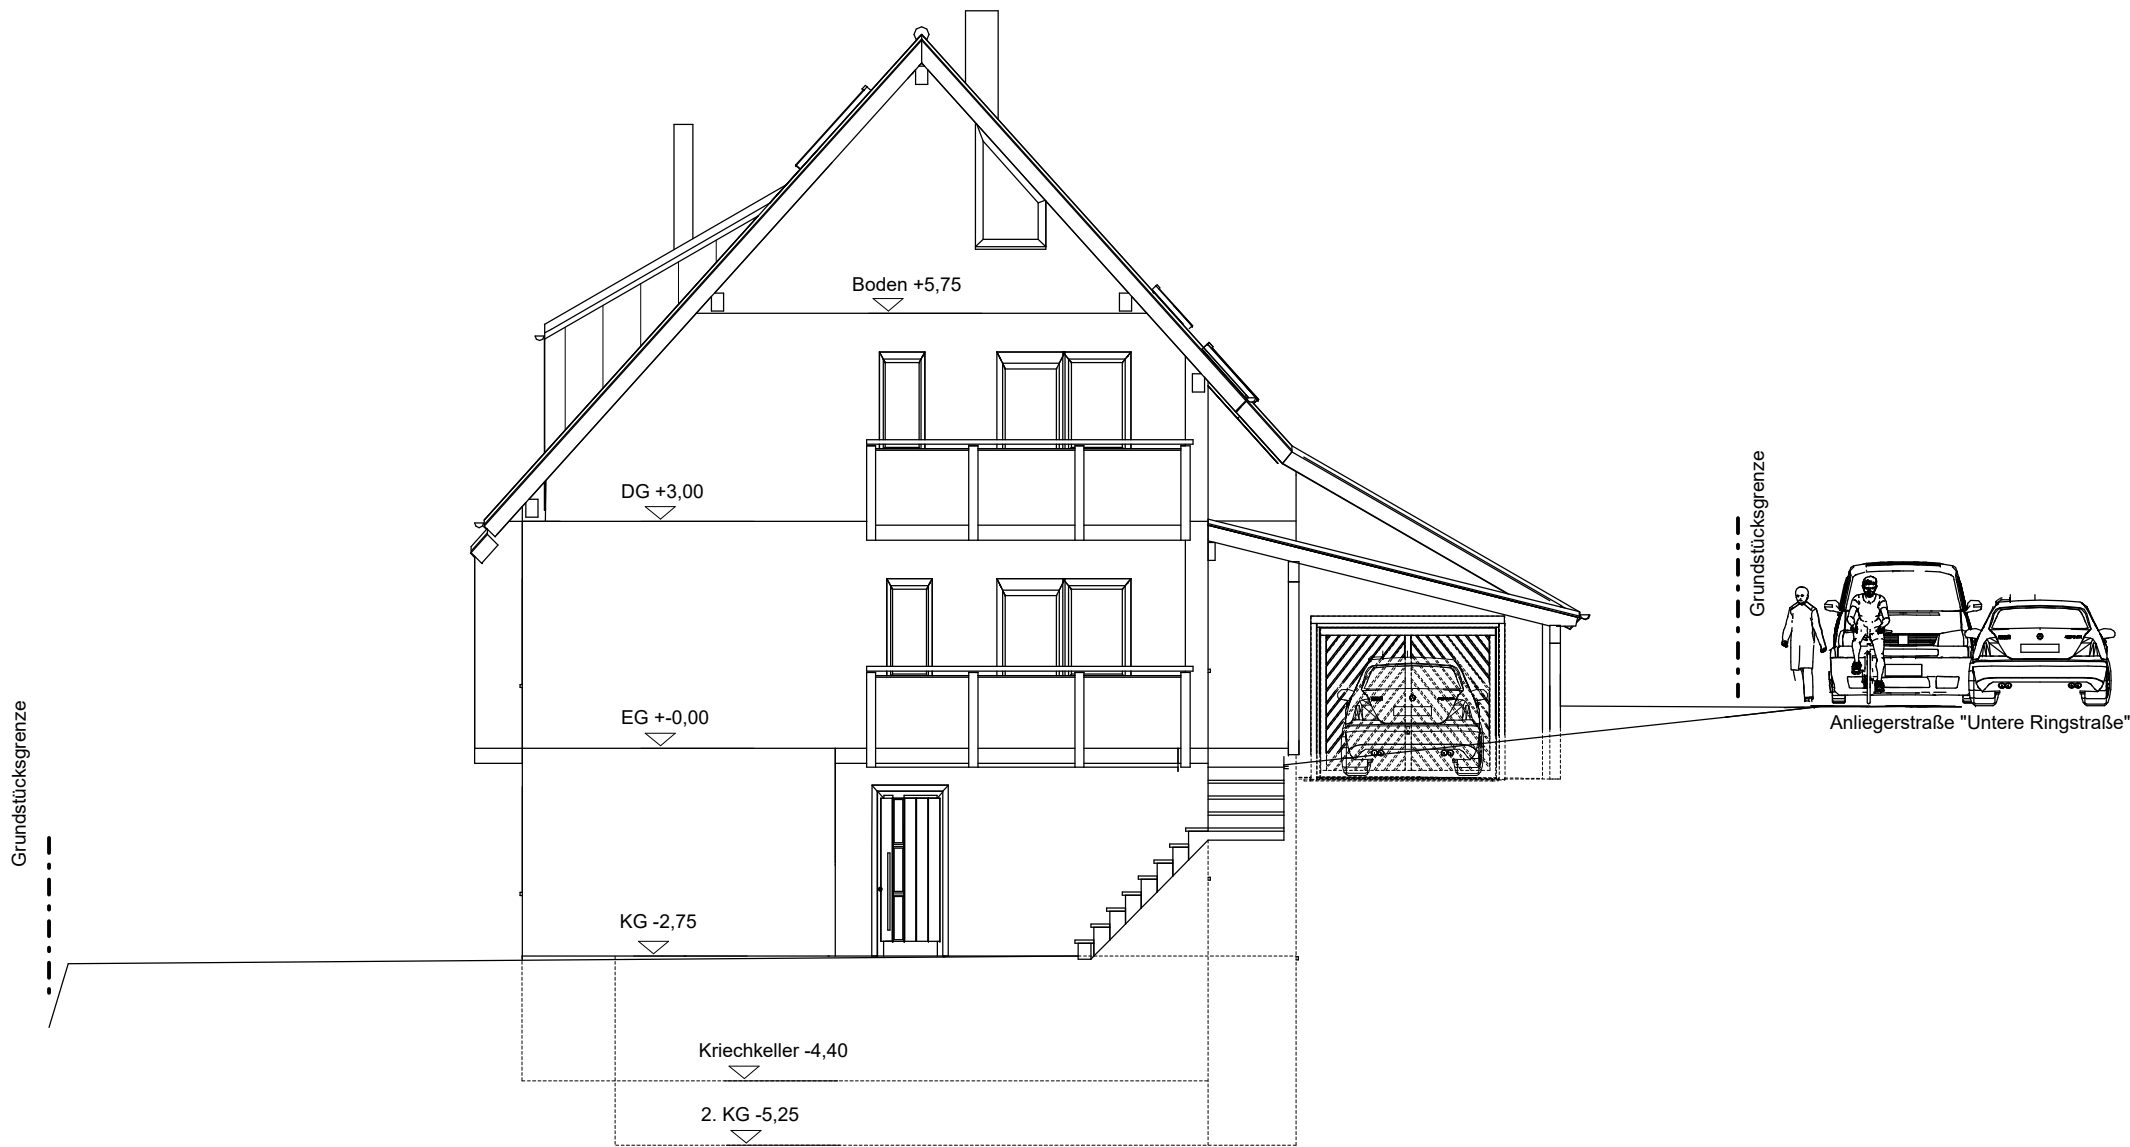 Boden +5,75
DG +3,00
Grundstücksgrenze
EG +-0,00
Anliegerstraße "Untere Ringstraße"
Grundstücksgrenze
KG -2,75
Kriechkeller -4,40
2. KG -5,25